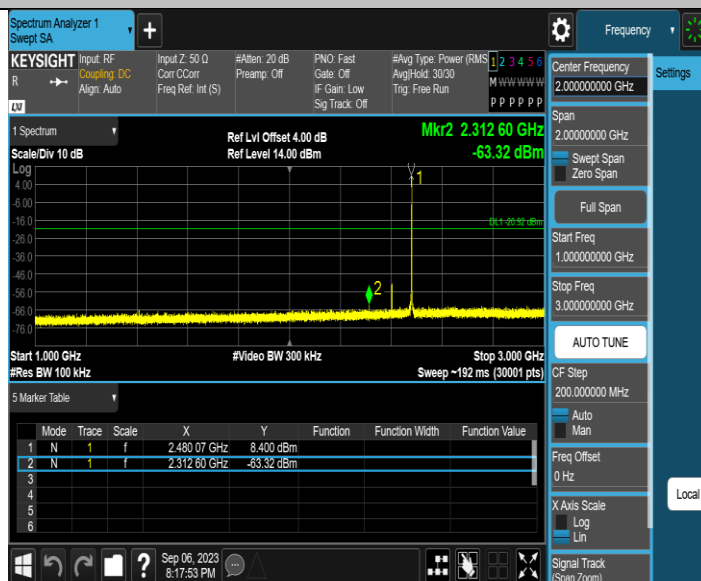 Spectrum Analyzer 1
Swept SA
Frequency
KEYSIGHT
R
LXI
Input: RF
Coupling: DC
Align: Auto
Input Z: 50 Ω
Corr CCorr
Freq Ref: Int (S)
#Atten: 20 dB
Preamp: Off
PNO: Fast
Gate: Off
IF Gain: Low
Sig Track: Off
#Avg Type: Power (RMS
Avg|Hold: 30/30
Trig: Free Run
1 2 3 4 5 6
M W W W W W
P P P P P P
1 Spectrum
Scale/Div 10 dB
Ref Lvl Offset 4.00 dB
Ref Level 14.00 dBm
Mkr2 2.312 60 GHz
-63.32 dBm
Log
4.00
-6.00
-16.0
-26.0
-36.0
-46.0
-56.0
-66.0
-76.0
1
DL1 -20.92 dBm
2
Start 1.000 GHz
#Res BW 100 kHz
#Video BW 300 kHz
Stop 3.000 GHz
Sweep ~192 ms (30001 pts)
5 Marker Table
Mode Trace Scale X Y Function Function Width Function Value
1 N 1 f 2.480 07 GHz 8.400 dBm
2 N 1 f 2.312 60 GHz -63.32 dBm
3
4
5
6
Sep 06, 2023
8:17:53 PM
Center Frequency
2.000000000 GHz
Span
2.00000000 GHz
Swept Span
Zero Span
Full Span
Start Freq
1.000000000 GHz
Stop Freq
3.000000000 GHz
AUTO TUNE
CF Step
200.000000 MHz
Auto
Man
Freq Offset
0 Hz
X Axis Scale
Log
Lin
Signal Track
(Span Zoom)
Settings
Local